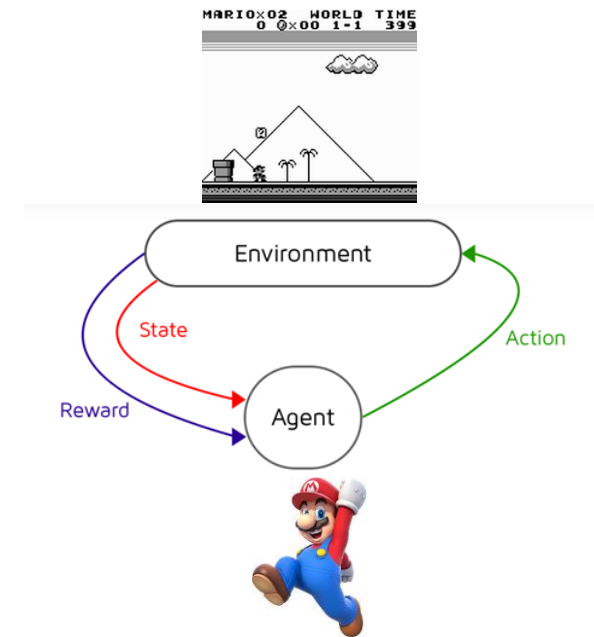 MARIO×02 WORLD TIME
0 ×00 1-1 399
?
Environment
State
Action
Reward
Agent
M